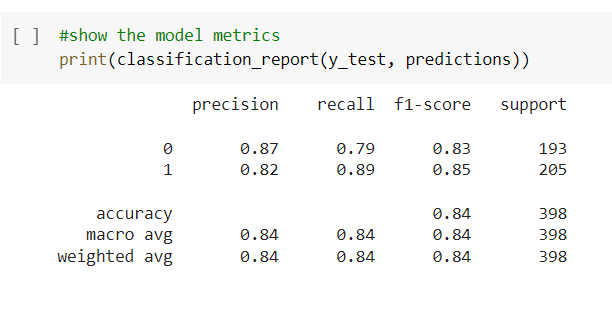 [ ] #show the model metrics
print(classification_report(y_test, predictions))
precision recall f1-score support
0 0.87 0.79 0.83 193
1 0.82 0.89 0.85 205
accuracy 0.84 398
macro avg 0.84 0.84 0.84 398
weighted avg 0.84 0.84 0.84 398